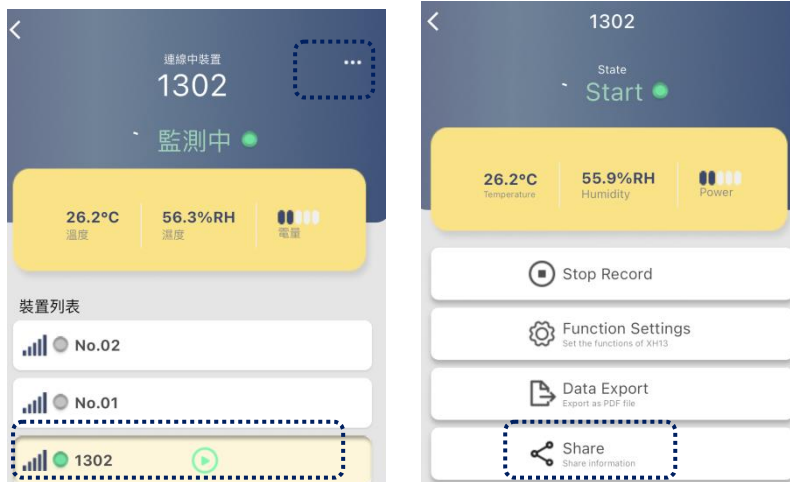 連線中裝置
1302
監測中
26.2°C
56.3%RH
溫度
濕度
電量
裝置列表
No.02
No.01
1302
1302
State
Start
26.2°C
55.9%RH
Temperature
Humidity
Power
Stop Record
Function Settings
Set the functions of XH13
Data Export
Export as PDF file
Share
Share information